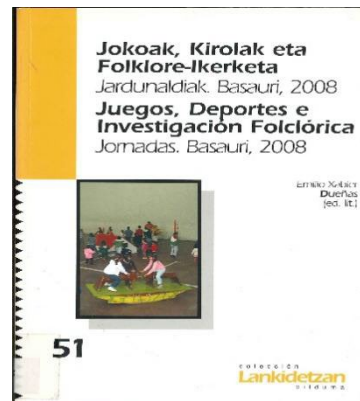 Jokoak, Kirolak eta
Folklore-Ikerketa
Jardunaldiak. Basauri, 2008
Juegos, Deportes e
Investigación Folclórica
Jornadas. Basauri, 2008
Emilio Xabier
Dueñas
(ed. lit.)
51
colección
Lankidetzan
bilduma